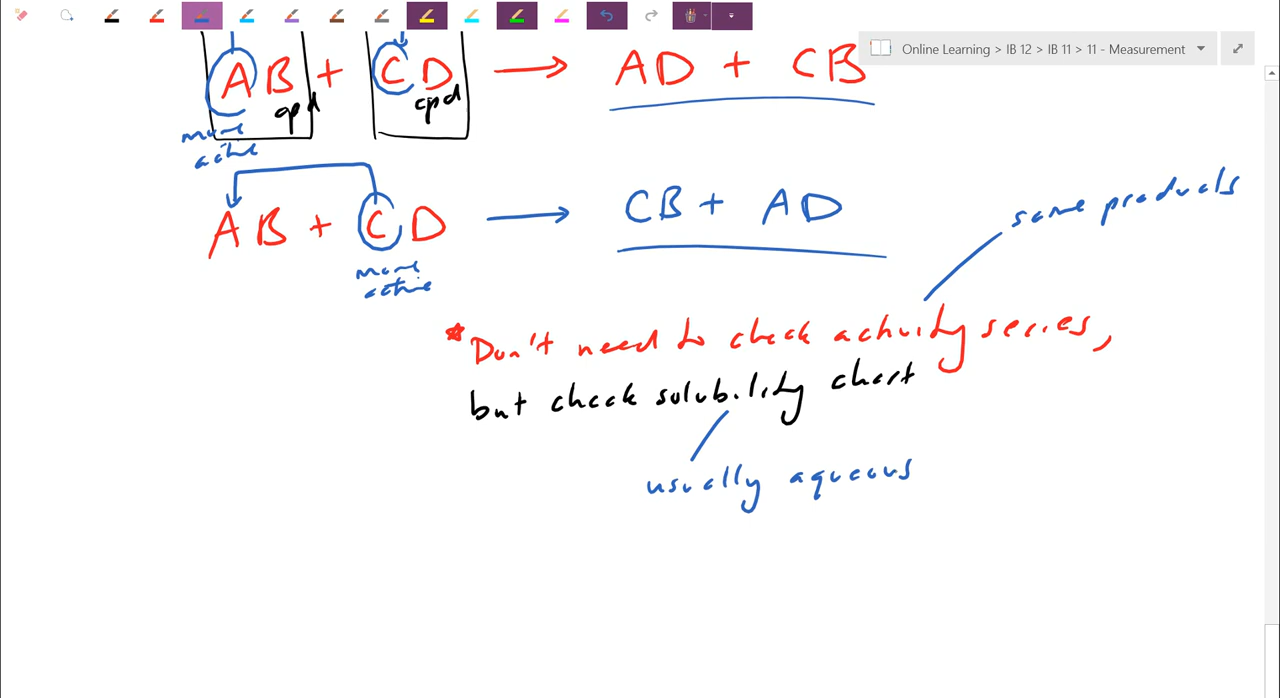 Online Learning > IB 12 > IB 11 > 11 - Measurement
AB + CD → AD + CB
cpd cpd
more
active
AB + CD → CB + AD
more
active
same products
*Don't need to check activity series,
but check solubility chart
usually aqueous